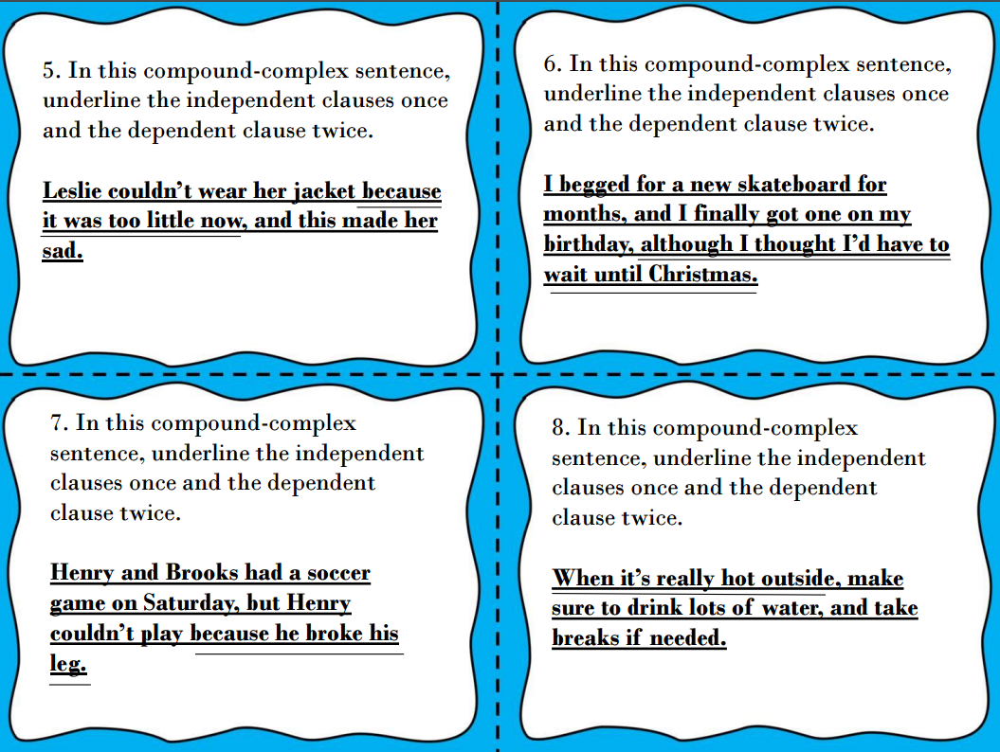 5. In this compound-complex sentence,
underline the independent clauses once
and the dependent clause twice.
Leslie couldn’t wear her jacket because
it was too little now, and this made her
sad.
6. In this compound-complex sentence,
underline the independent clauses once
and the dependent clause twice.
I begged for a new skateboard for
months, and I finally got one on my
birthday, although I thought I’d have to
wait until Christmas.
7. In this compound-complex
sentence, underline the independent
clauses once and the dependent
clause twice.
Henry and Brooks had a soccer
game on Saturday, but Henry
couldn’t play because he broke his
leg.
8. In this compound-complex
sentence, underline the independent
clauses once and the dependent
clause twice.
When it’s really hot outside, make
sure to drink lots of water, and take
breaks if needed.